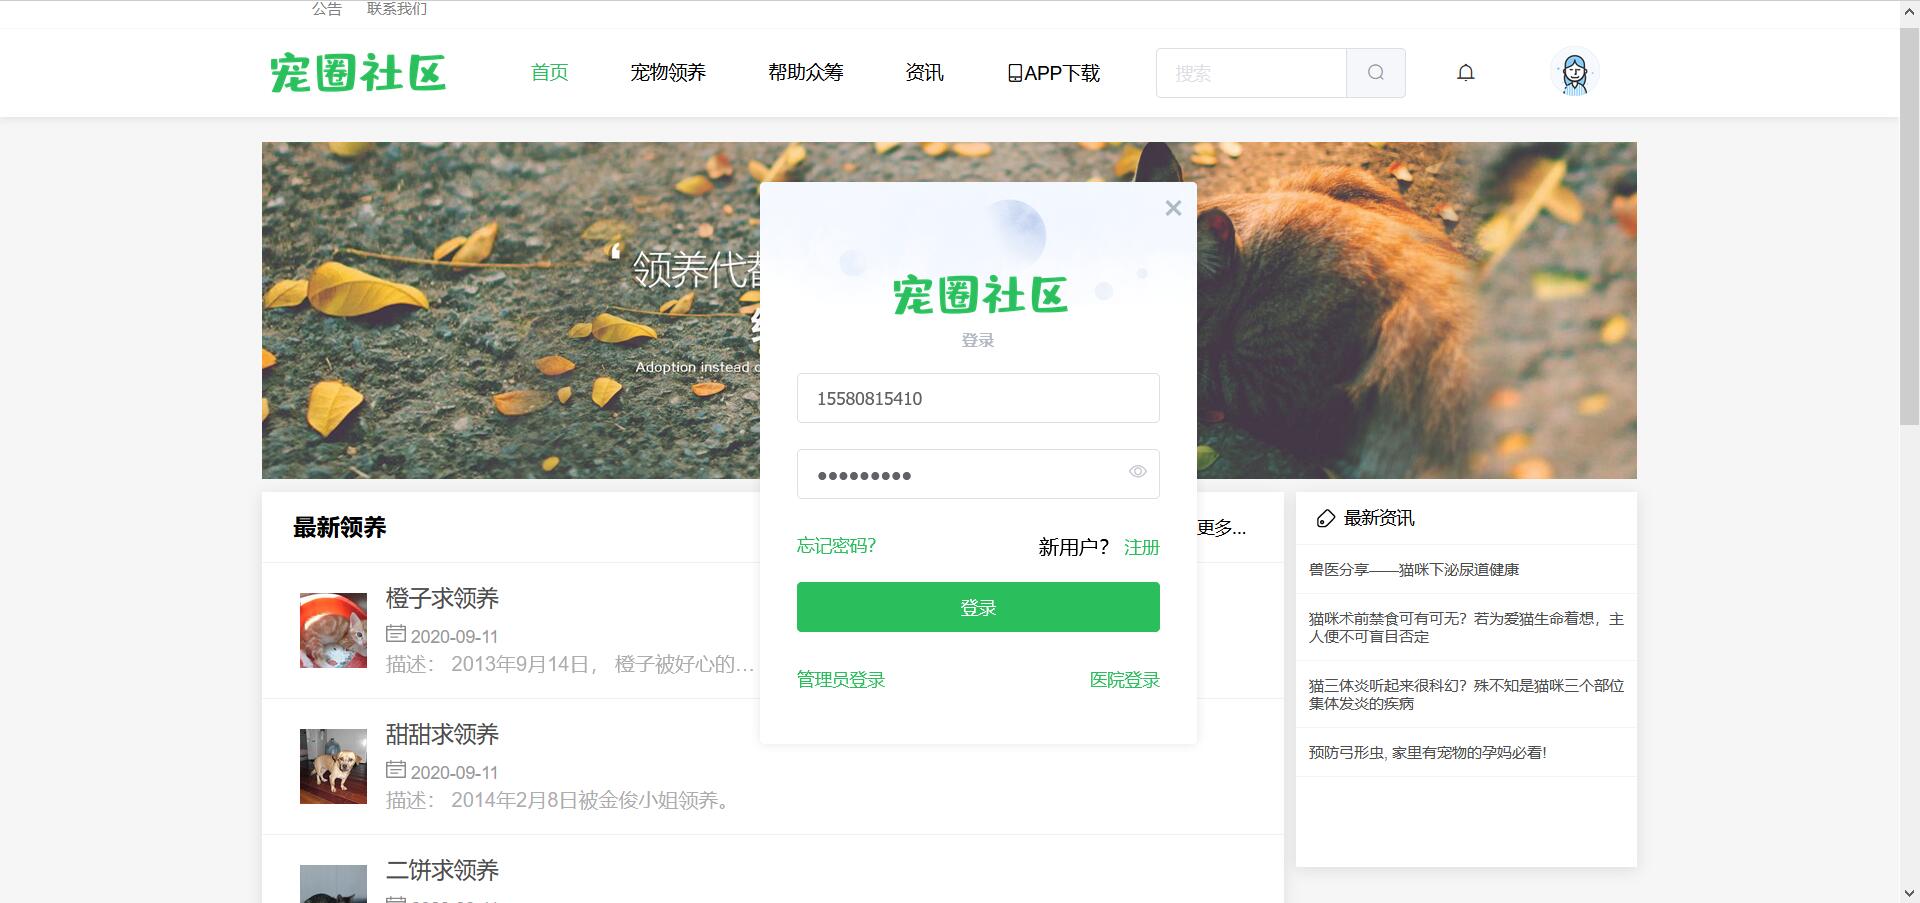 公告 联系我们
宠圈社区 首页 宠物领养 帮助众筹 资讯 APP下载 搜索
领养代
Adoption instead
宠圈社区
登录
15580815410
●●●●●●●●●
忘记密码? 新用户? 注册
登录
管理员登录 医院登录
最新领养 更多...
橙子求领养
2020-09-11
描述： 2013年9月14日， 橙子被好心的...
甜甜求领养
2020-09-11
描述： 2014年2月8日被金俊小姐领养。
二饼求领养
最新资讯
兽医分享——猫咪下泌尿道健康
猫咪术前禁食可有可无？若为爱猫生命着想，主
人便不可盲目否定
猫三体炎听起来很科幻？殊不知是猫咪三个部位
集体发炎的疾病
预防弓形虫, 家里有宠物的孕妈必看!